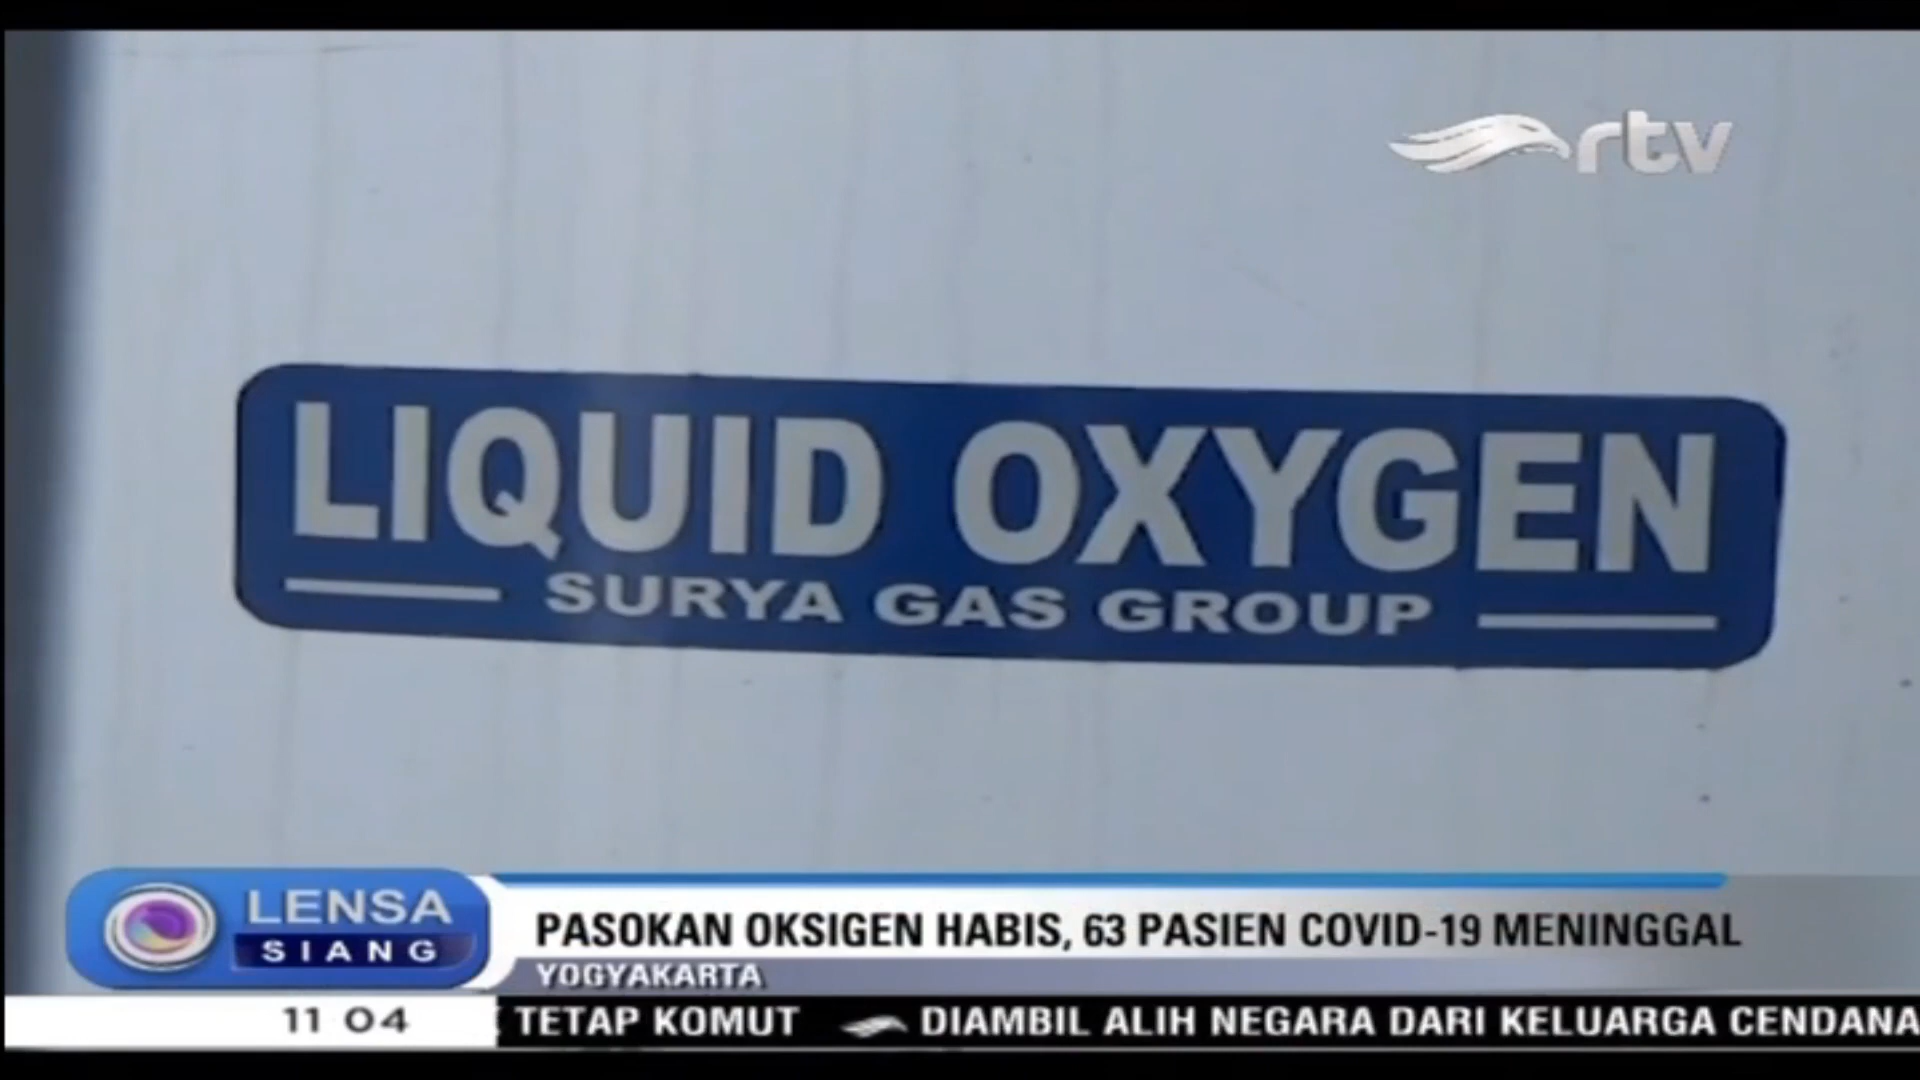 rtv
LIQUID OXYGEN
SURYA GAS GROUP
LENSA
SIANG
PASOKAN OKSIGEN HABIS, 63 PASIEN COVID-19 MENINGGAL
YOGYAKARTA
11 04
TETAP KOMUT DIAMBIL ALIH NEGARA DARI KELUARGA CENDANA